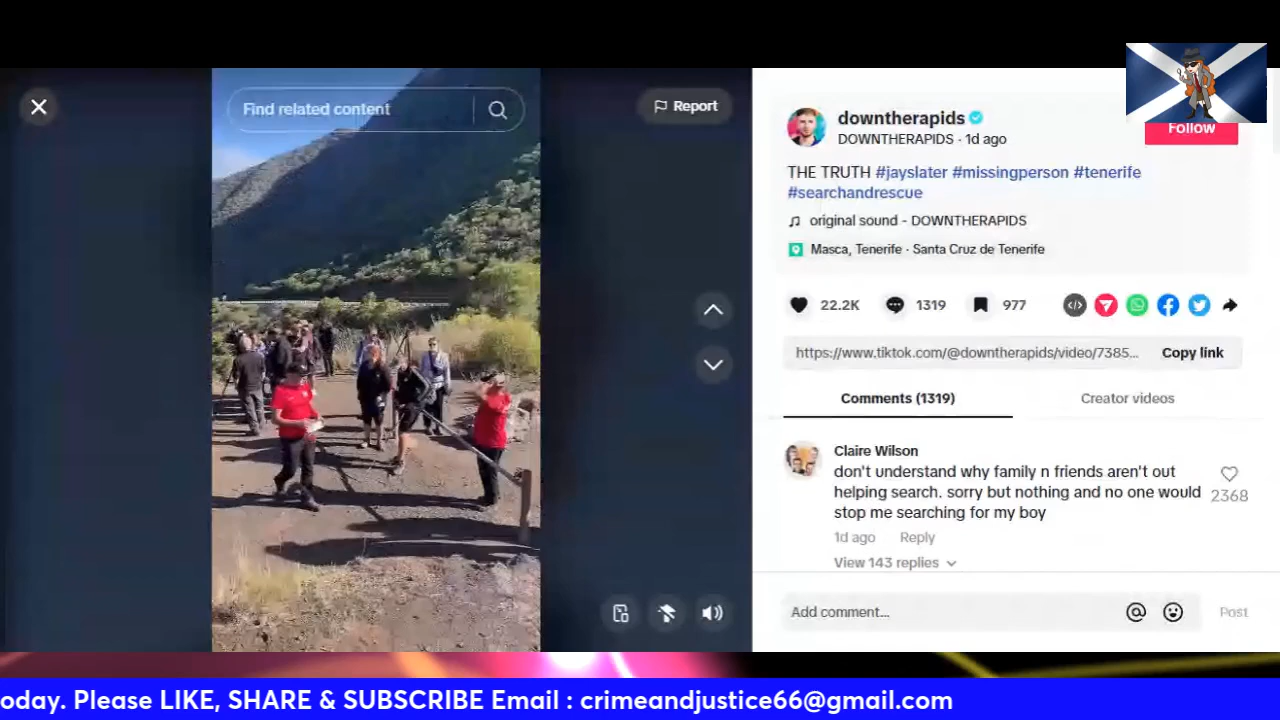 Find related content
Report
downtherapids
DOWNTHERAPIDS · 1d ago
Follow
THE TRUTH #jayslater #missingperson #tenerife
#searchandrescue
original sound - DOWNTHERAPIDS
Masca, Tenerife · Santa Cruz de Tenerife
22.2K 1319 977
https://www.tiktok.com/@downtherapids/video/7385... Copy link
Comments (1319) Creator videos
Claire Wilson
don't understand why family n friends aren't out
helping search. sorry but nothing and no one would
stop me searching for my boy
2368
1d ago Reply
View 143 replies
Add comment... Post
oday. Please LIKE, SHARE & SUBSCRIBE Email : crimeandjustice66@gmail.com